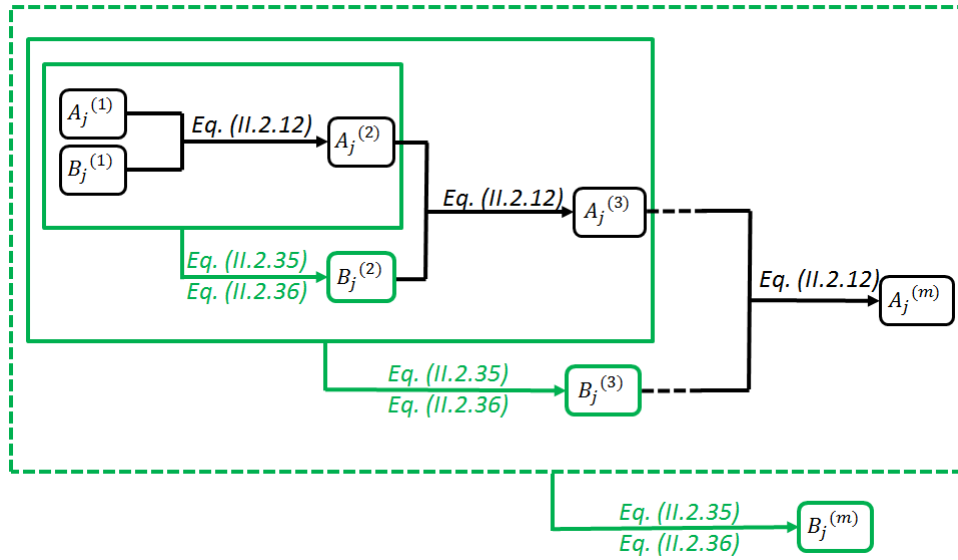 A_j^(1)
Eq. (II.2.12)
A_j^(2)
B_j^(1)
Eq. (II.2.12)
A_j^(3)
Eq. (II.2.35)
Eq. (II.2.36)
B_j^(2)
Eq. (II.2.12)
A_j^(m)
Eq. (II.2.35)
Eq. (II.2.36)
B_j^(3)
Eq. (II.2.35)
Eq. (II.2.36)
B_j^(m)